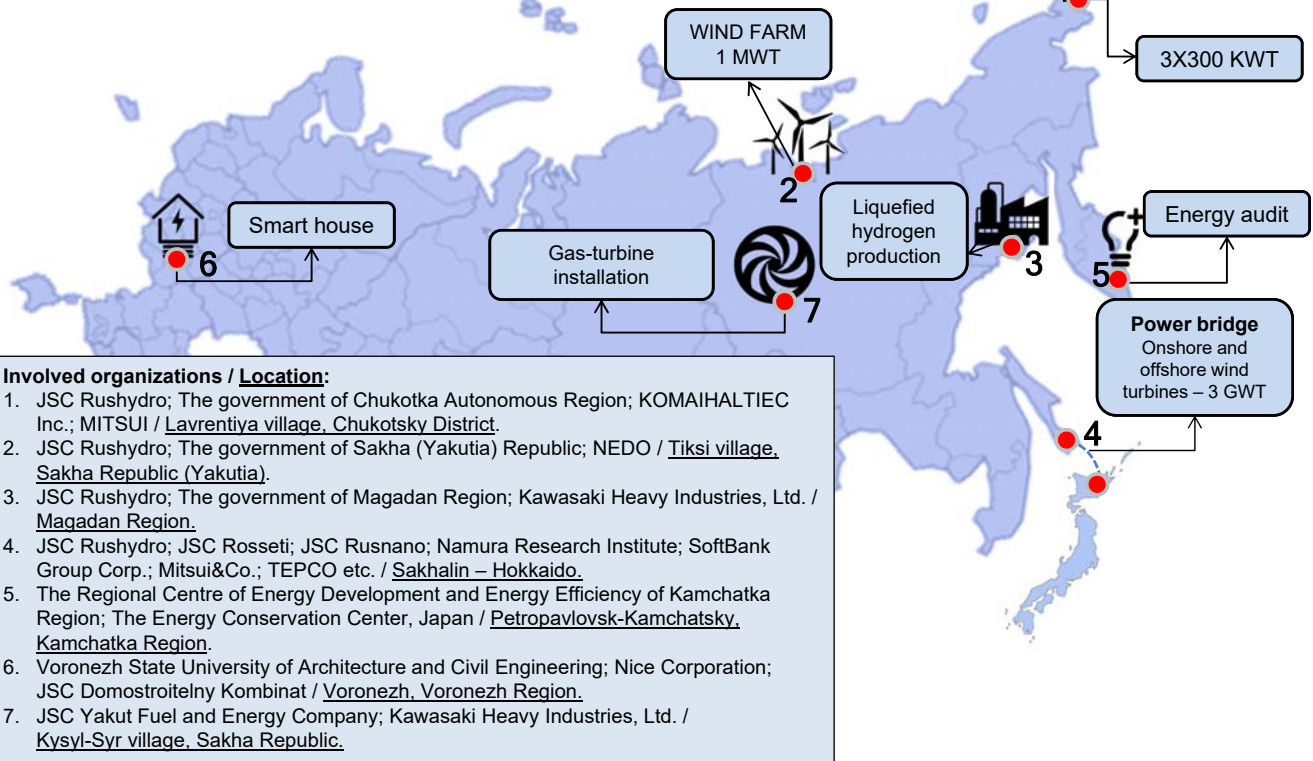 WIND FARM
1 MWT
3X300 KWT
Smart house
6
Gas-turbine
installation
7
2
Liquefied
hydrogen
production
3
Energy audit
5
Power bridge
Onshore and
offshore wind
turbines – 3 GWT
4
Involved organizations / Location:
1. JSC Rushydro; The government of Chukotka Autonomous Region; KOMAIHALTIEC
Inc.; MITSUI / Lavrentiya village, Chukotsky District.
2. JSC Rushydro; The government of Sakha (Yakutia) Republic; NEDO / Tiksi village,
Sakha Republic (Yakutia).
3. JSC Rushydro; The government of Magadan Region; Kawasaki Heavy Industries, Ltd. /
Magadan Region.
4. JSC Rushydro; JSC Rosseti; JSC Rusnano; Namura Research Institute; SoftBank
Group Corp.; Mitsui&Co.; TEPCO etc. / Sakhalin – Hokkaido.
5. The Regional Centre of Energy Development and Energy Efficiency of Kamchatka
Region; The Energy Conservation Center, Japan / Petropavlovsk-Kamchatsky,
Kamchatka Region.
6. Voronezh State University of Architecture and Civil Engineering; Nice Corporation;
JSC Domostroitelny Kombinat / Voronezh, Voronezh Region.
7. JSC Yakut Fuel and Energy Company; Kawasaki Heavy Industries, Ltd. /
Kysyl-Syr village, Sakha Republic.